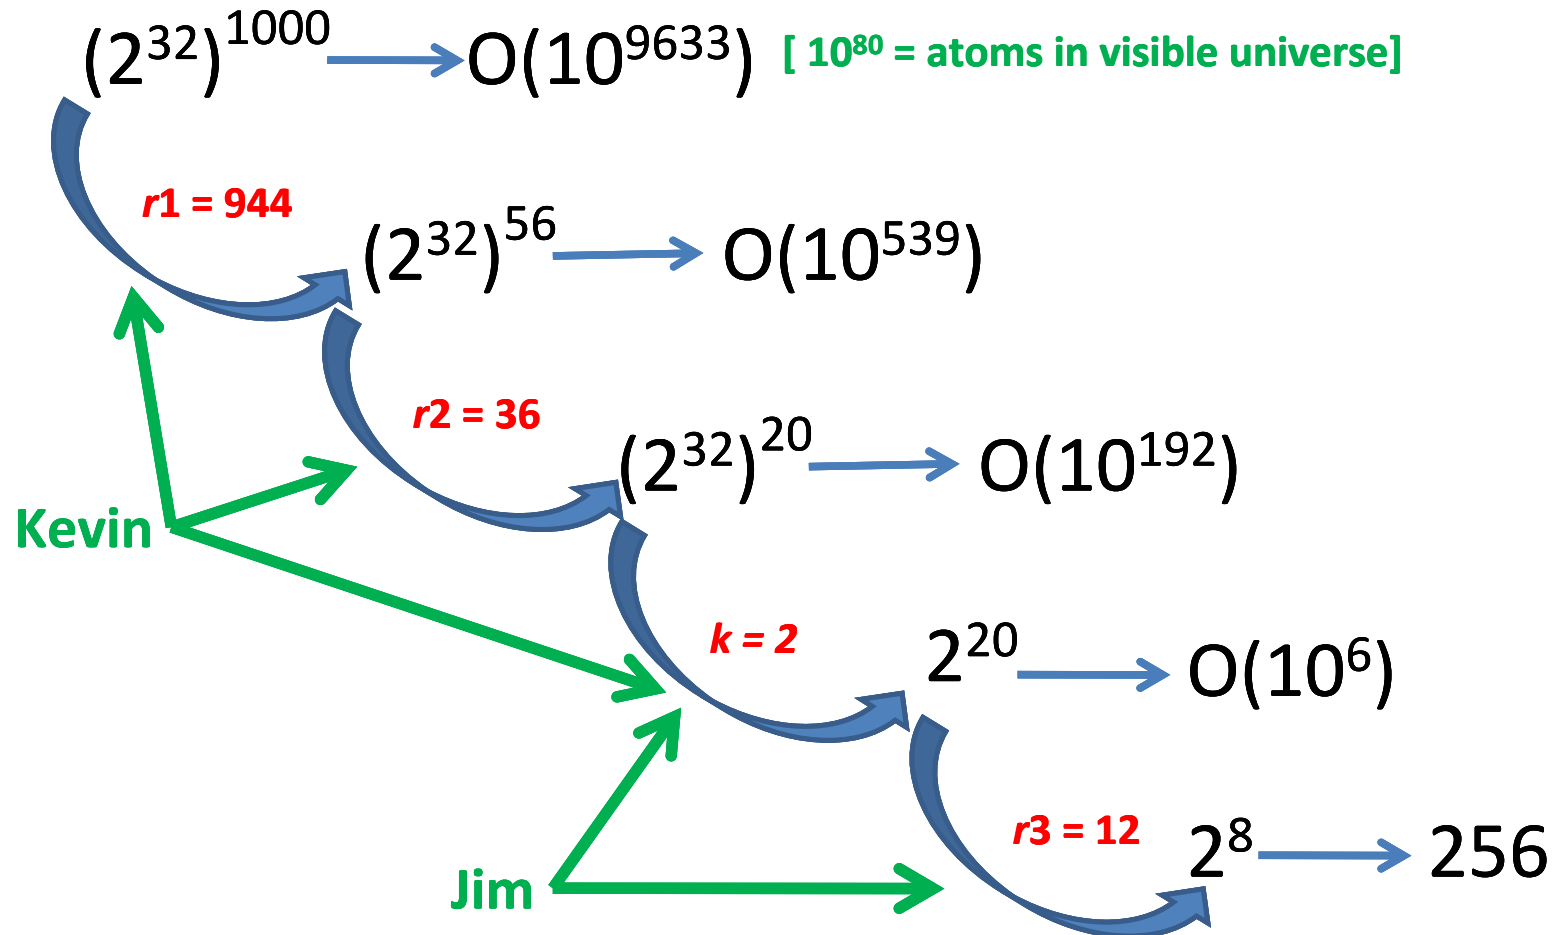 (2^32)^1000 → O(10^9633) [ 10^80 = atoms in visible universe]
r1 = 944
(2^32)^56 → O(10^539)
r2 = 36
(2^32)^20 → O(10^192)
Kevin
k = 2
2^20 → O(10^6)
r3 = 12
2^8 → 256
Jim